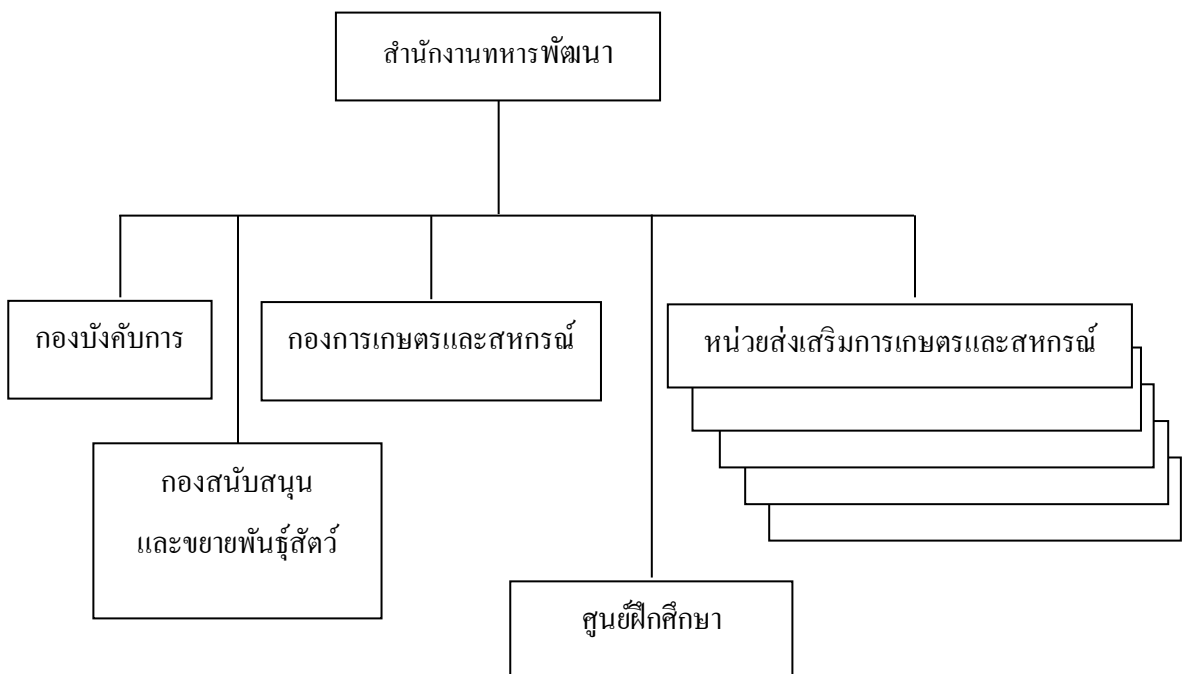 สำนักงานทหารพัฒนา
กองบังคับการ
กองการเกษตรและสหกรณ์
หน่วยส่งเสริมการเกษตรและสหกรณ์
กองสนับสนุน
และขยายพันธุ์สัตว์
ศูนย์ฝึกศึกษา